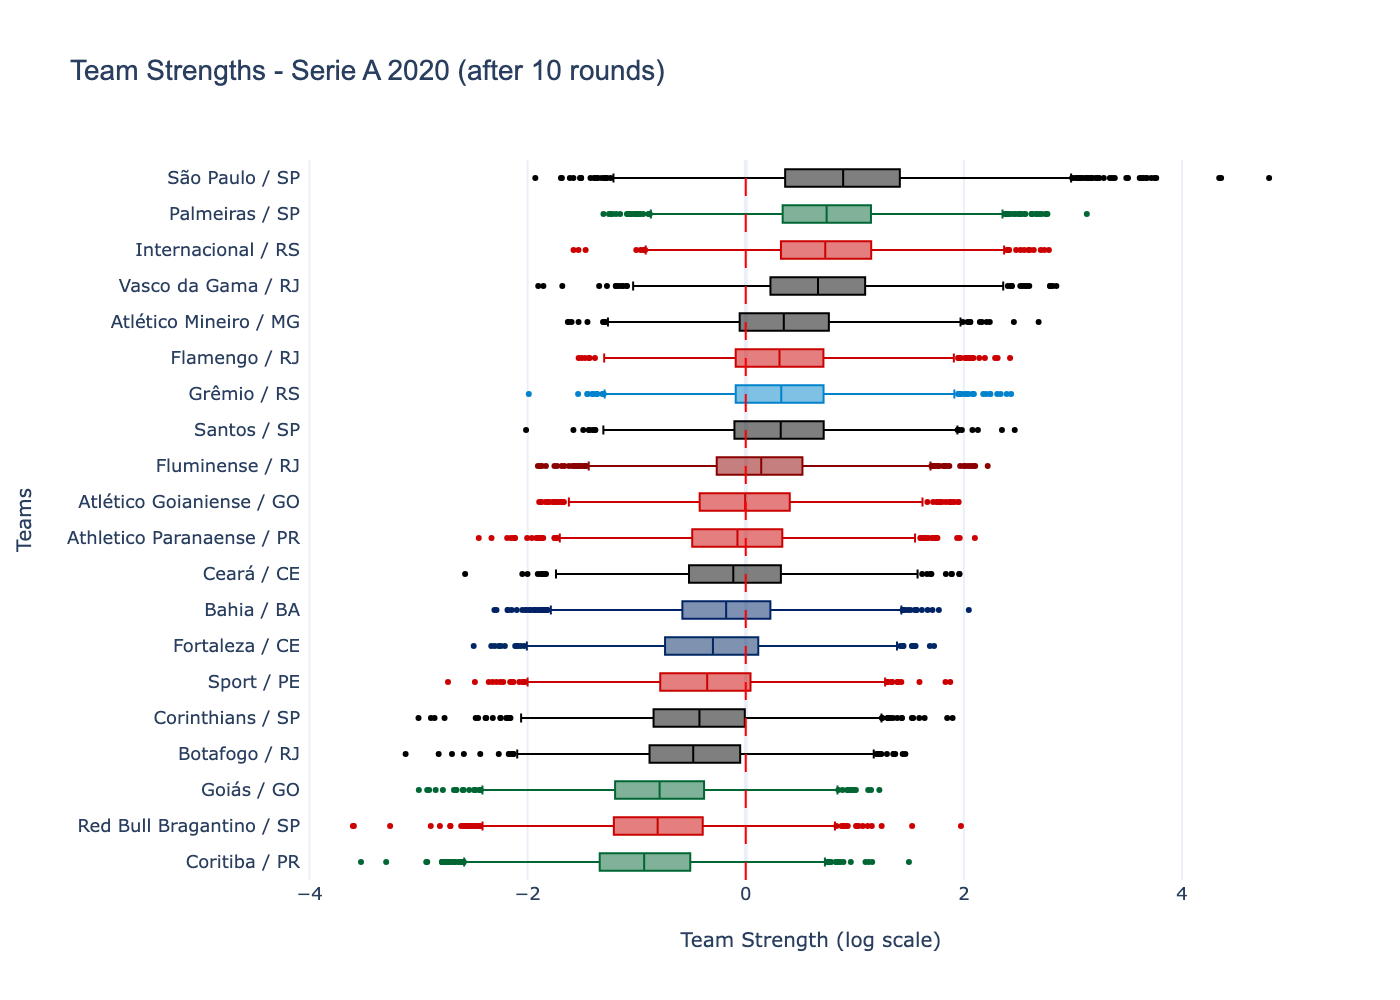 Team Strengths - Serie A 2020 (after 10 rounds)
São Paulo / SP
Palmeiras / SP
Internacional / RS
Vasco da Gama / RJ
Atlético Mineiro / MG
Flamengo / RJ
Grêmio / RS
Santos / SP
Fluminense / RJ
Atlético Goianiense / GO
Athletico Paranaense / PR
Ceará / CE
Bahia / BA
Fortaleza / CE
Sport / PE
Corinthians / SP
Botafogo / RJ
Goiás / GO
Red Bull Bragantino / SP
Coritiba / PR
Teams
−4 −2 0 2 4
Team Strength (log scale)